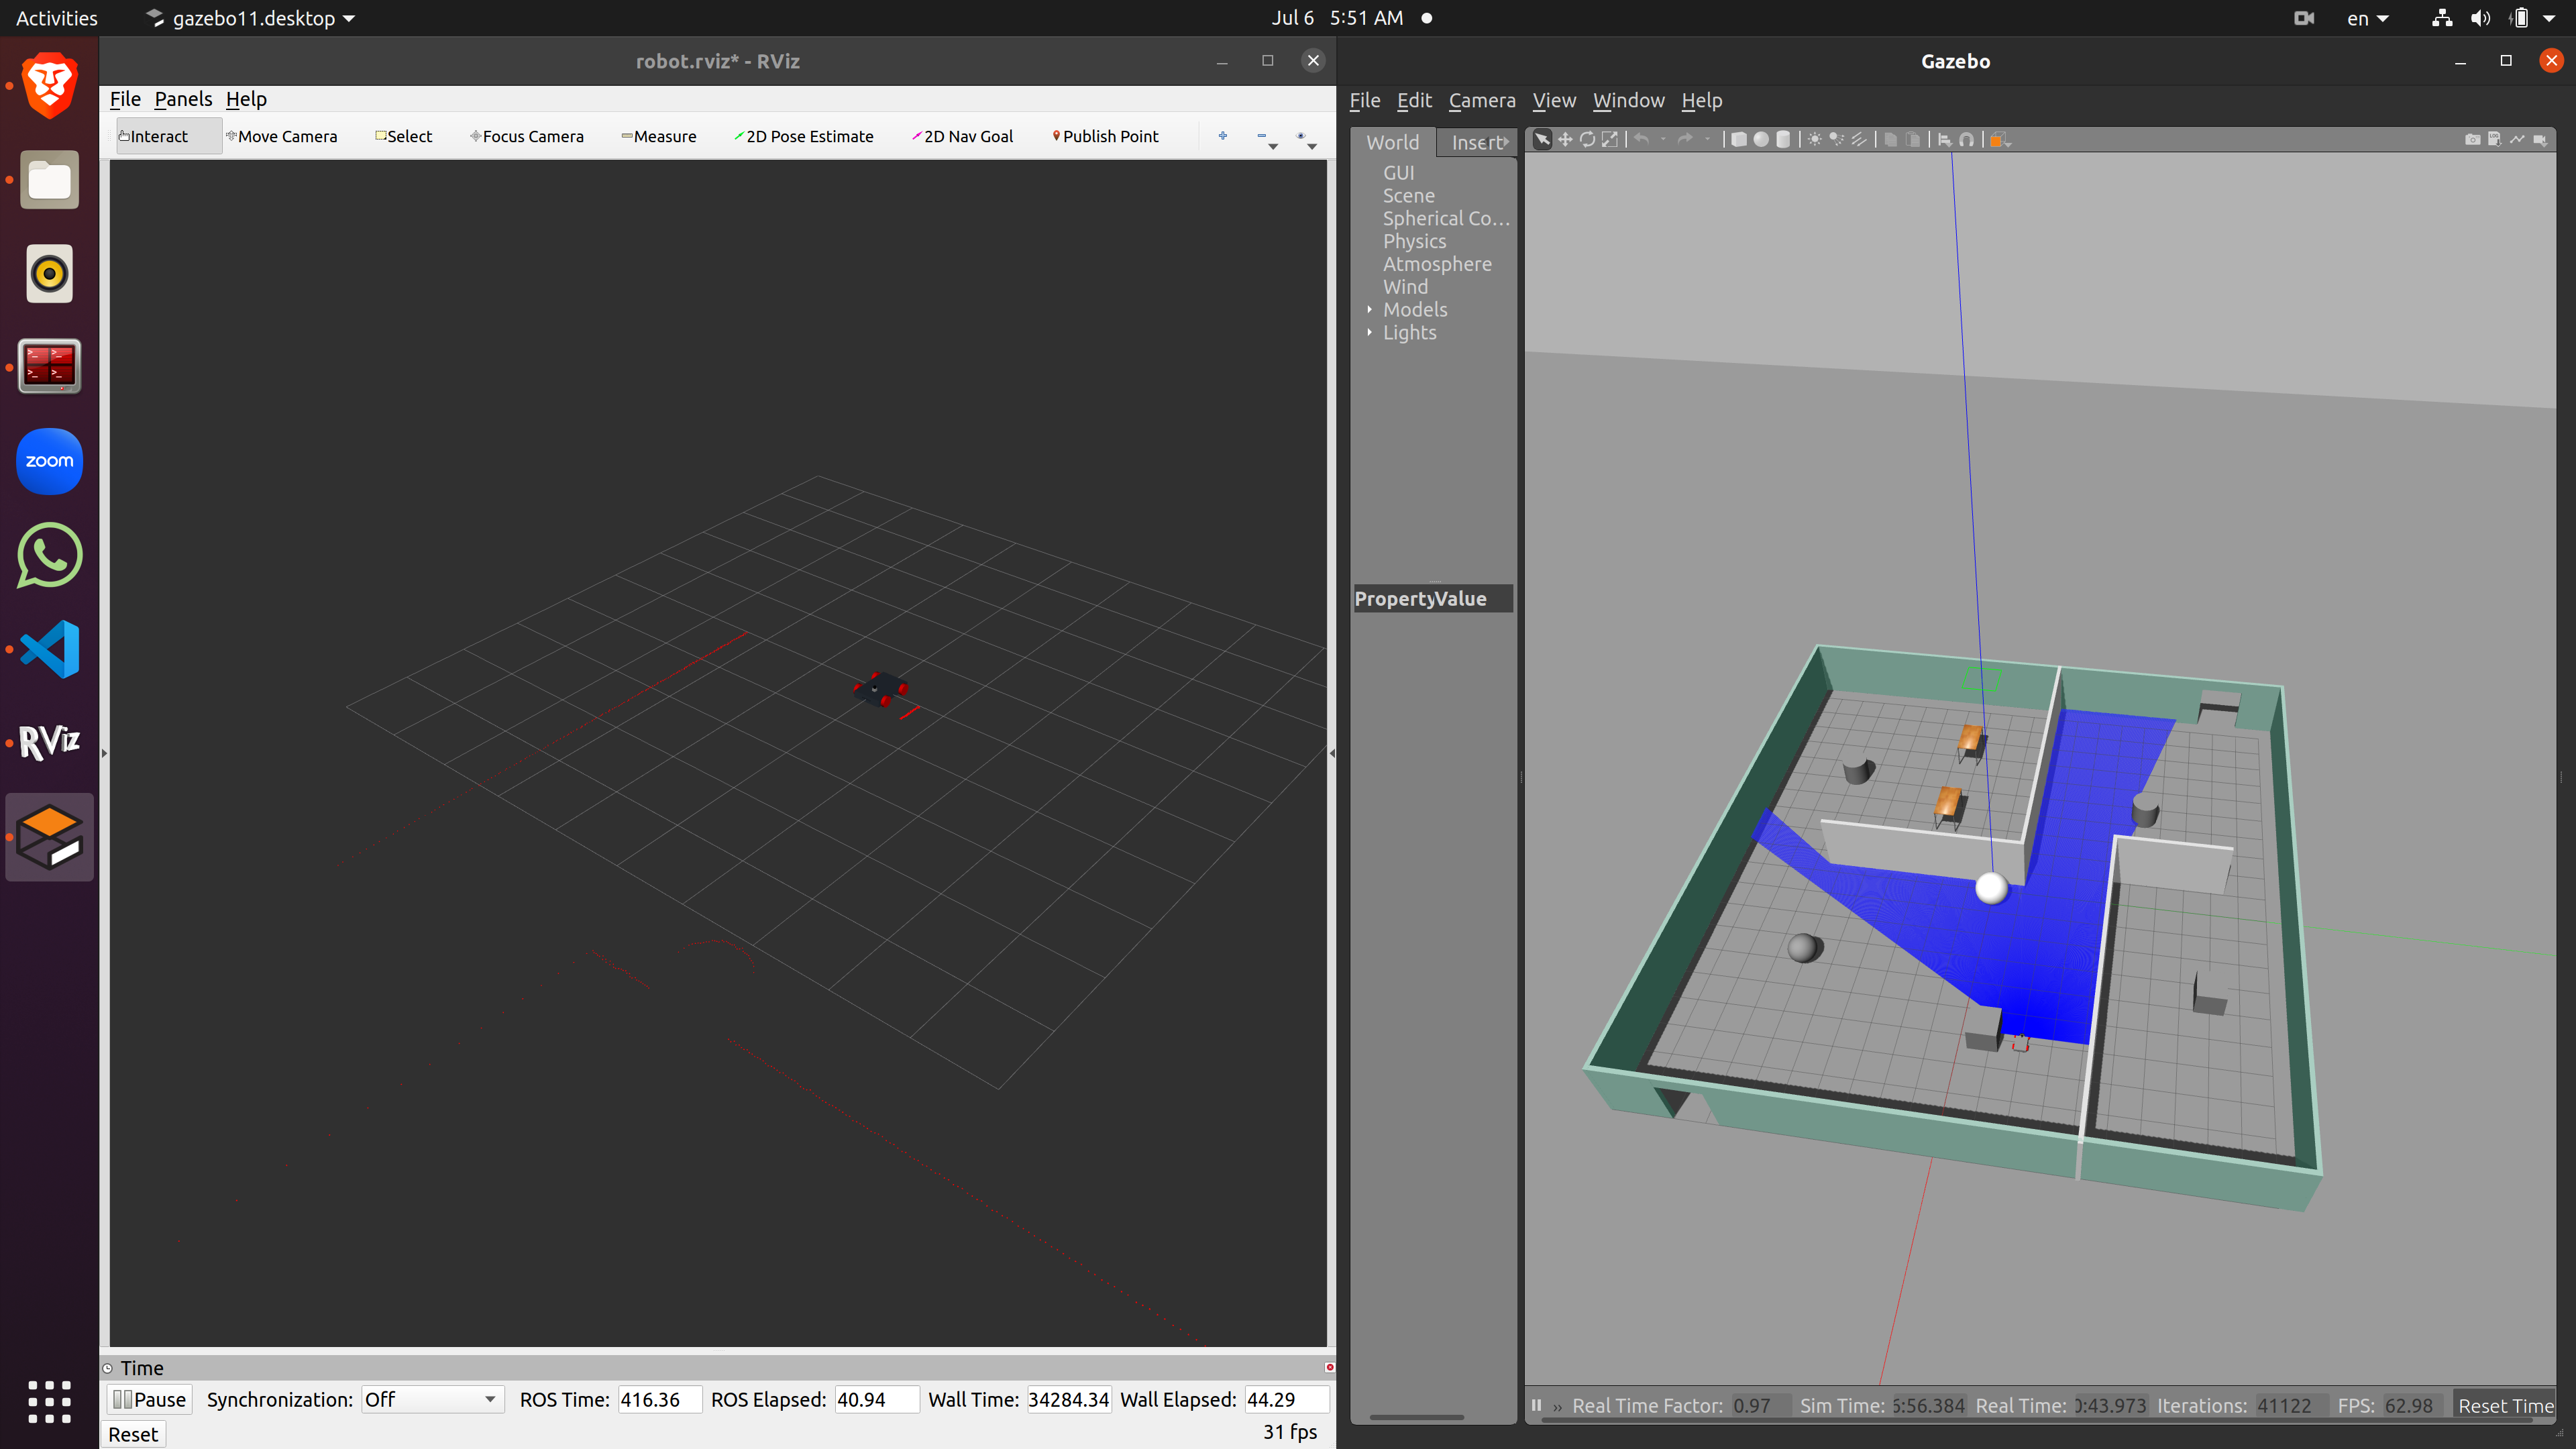 Activities
gazebo11.desktop
Jul 6 5:51 AM
en
robot.rviz* - RViz
File Panels Help
Interact Move Camera Select Focus Camera Measure 2D Pose Estimate 2D Nav Goal Publish Point
zoom
RViz
Time
Pause Synchronization: Off ROS Time: 416.36 ROS Elapsed: 40.94 Wall Time: 34284.34 Wall Elapsed: 44.29
Reset
31 fps
Gazebo
File Edit Camera View Window Help
World Insert
GUI
Scene
Spherical Co...
Physics
Atmosphere
Wind
Models
Lights
Property Value
Real Time Factor: 0.97 Sim Time: 6:56.384 Real Time: 0:43.973 Iterations: 41122 FPS: 62.98 Reset Time